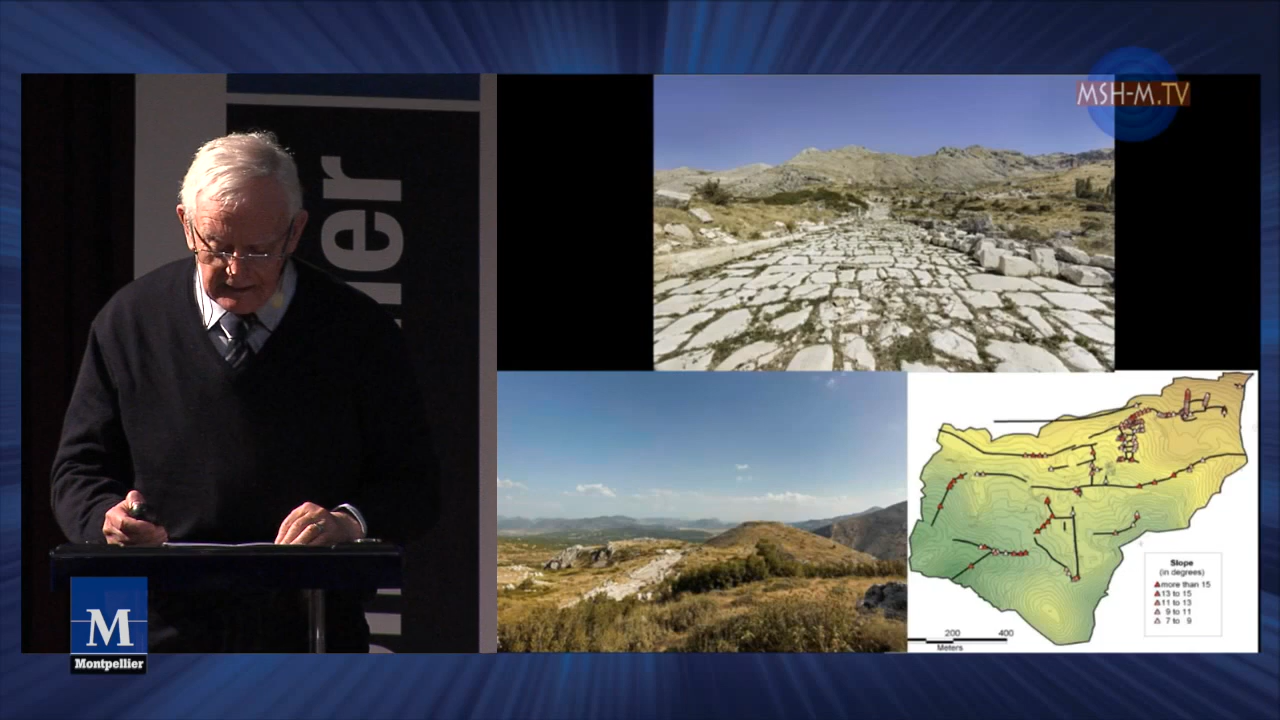 MSH-M.TV
ier
Slope
(in degrees)
more than 15
13 to 15
11 to 13
9 to 11
7 to 9
200 400
Meters
M
Montpellier